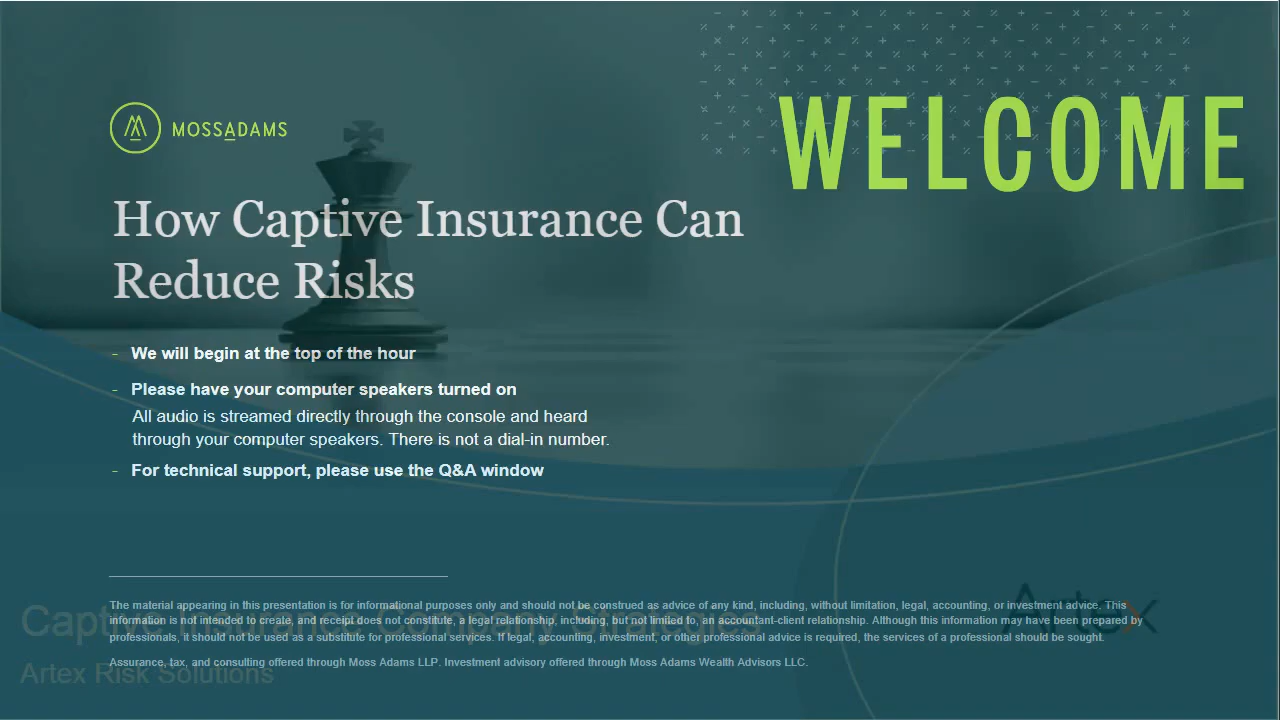 WELCOME
MOSSADAMS
How Captive Insurance Can
Reduce Risks
- We will begin at the top of the hour
- Please have your computer speakers turned on
All audio is streamed directly through the console and heard
through your computer speakers. There is not a dial-in number.
- For technical support, please use the Q&A window
Artex
Captive Insurance Company Strategies
The material appearing in this presentation is for informational purposes only and should not be construed as advice of any kind, including, without limitation, legal, accounting, or investment advice. This
information is not intended to create, and receipt does not constitute, a legal relationship, including, but not limited to, an accountant-client relationship. Although this information may have been prepared by
professionals, it should not be used as a substitute for professional services. If legal, accounting, investment, or other professional advice is required, the services of a professional should be sought.
Assurance, tax, and consulting offered through Moss Adams LLP. Investment advisory offered through Moss Adams Wealth Advisors LLC.
Artex Risk Solutions